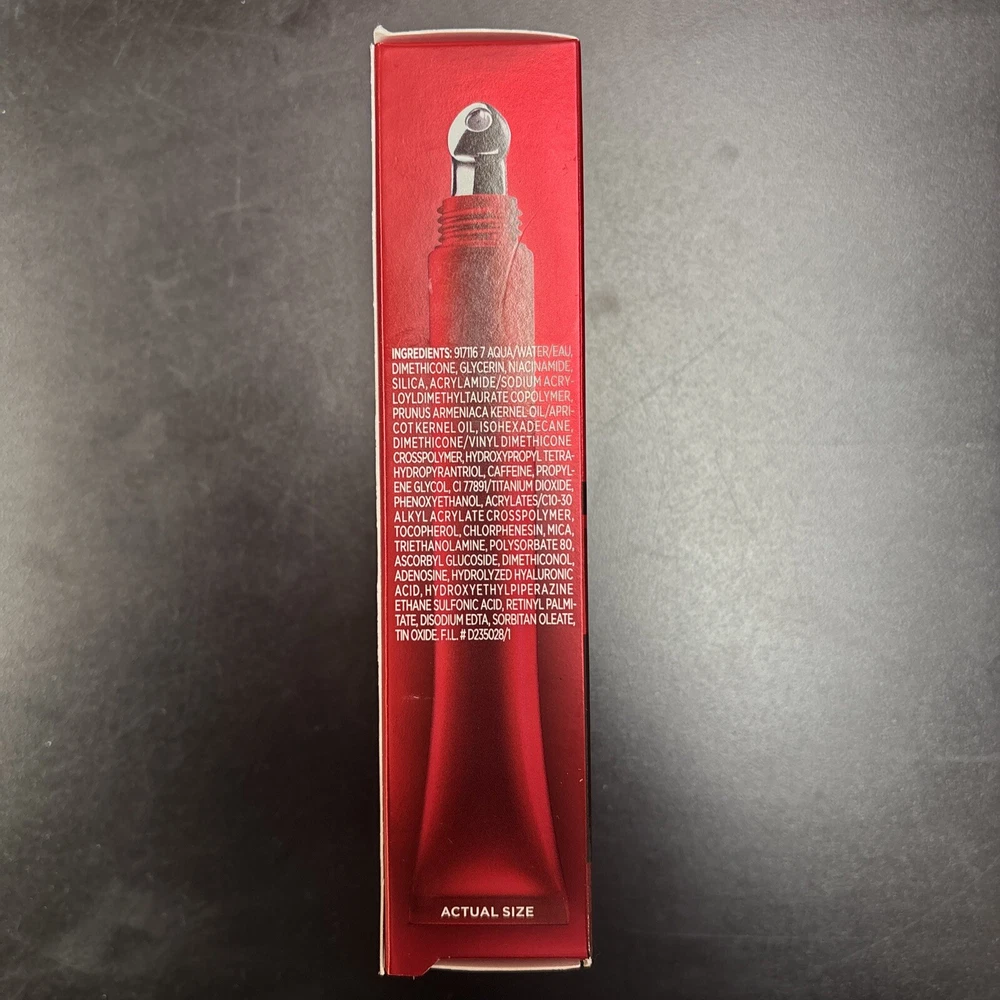 INGREDIENTS: 917116 7 AQUA/WATER/EAU,
DIMETHICONE, GLYCERIN, NIACINAMIDE,
SILICA, ACRYLAMIDE/SODIUM ACRY-
LOYLDIMETHYLTAURATE COPOLYMER,
PRUNUS ARMENIACA KERNEL OIL/APRI-
COT KERNEL OIL, ISOHEXADECANE,
DIMETHICONE/VINYL DIMETHICONE
CROSSPOLYMER, HYDROXYPROPYL TETRA-
HYDROPYRANTRIOL, CAFFEINE, PROPYL-
ENE GLYCOL, CI 77891/TITANIUM DIOXIDE,
PHENOXYETHANOL, ACRYLATES/C10-30
ALKYL ACRYLATE CROSSPOLYMER,
TOCOPHEROL, CHLORPHENESIN, MICA,
TRIETHANOLAMINE, POLYSORBATE 80,
ASCORBYL GLUCOSIDE, DIMETHICONOL,
ADENOSINE, HYDROLYZED HYALURONIC
ACID, HYDROXYETHYLPIPERAZINE
ETHANE SULFONIC ACID, RETINYL PALMI-
TATE, DISODIUM EDTA, SORBITAN OLEATE,
TIN OXIDE. F.I.L. # D235028/1
ACTUAL SIZE